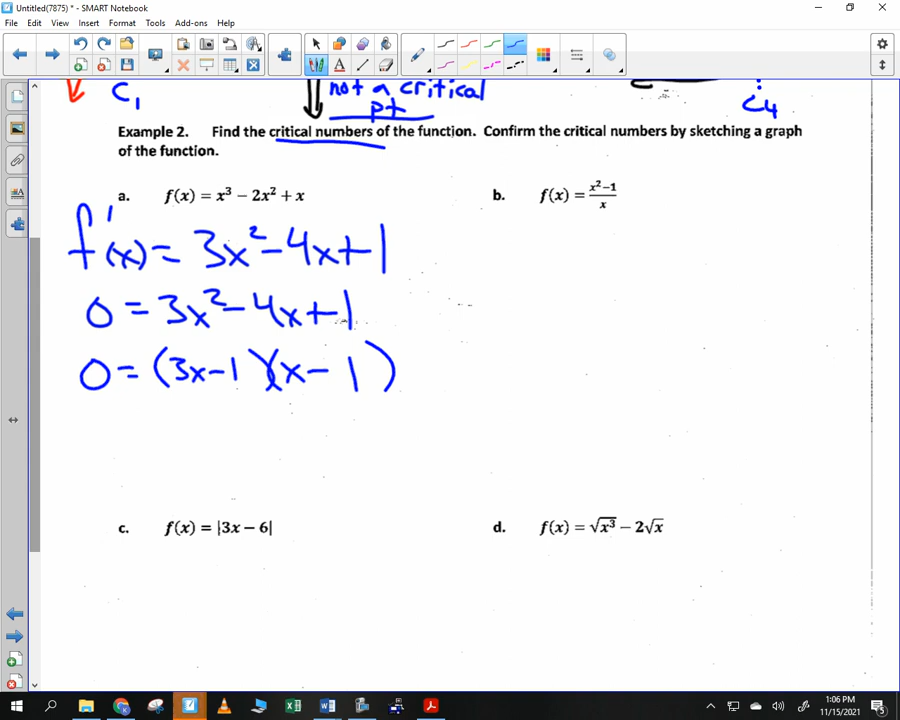 Untitled(7875) * - SMART Notebook
File Edit View Insert Format Tools Add-ons Help
C₁
not a critical
pt
C₄
Example 2. Find the critical numbers of the function. Confirm the critical numbers by sketching a graph
of the function.
a. f(x) = x³ − 2x² + x
b. f(x) = (x²−1)/x
f'(x) = 3x² − 4x + 1
0 = 3x² − 4x + 1
0 = (3x − 1)(x − 1)
c. f(x) = |3x − 6|
d. f(x) = √x³ − 2√x
1:06 PM
11/15/2021
5